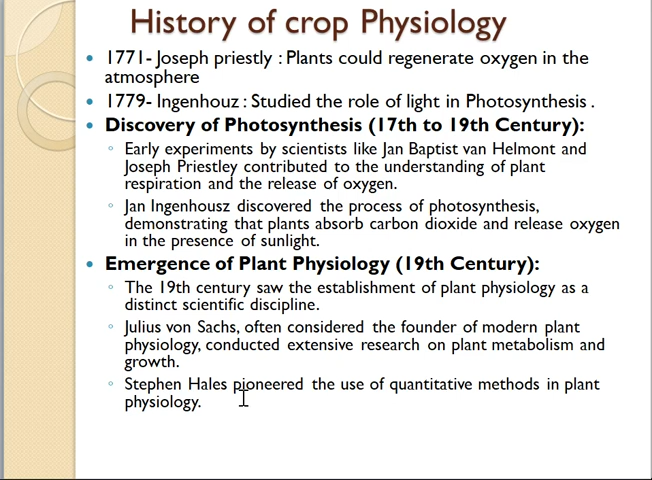 History of crop Physiology
1771- Joseph priestly : Plants could regenerate oxygen in the
atmosphere
1779- Ingenhouz : Studied the role of light in Photosynthesis .
Discovery of Photosynthesis (17th to 19th Century):
Early experiments by scientists like Jan Baptist van Helmont and
Joseph Priestley contributed to the understanding of plant
respiration and the release of oxygen.
Jan Ingenhousz discovered the process of photosynthesis,
demonstrating that plants absorb carbon dioxide and release oxygen
in the presence of sunlight.
Emergence of Plant Physiology (19th Century):
The 19th century saw the establishment of plant physiology as a
distinct scientific discipline.
Julius von Sachs, often considered the founder of modern plant
physiology, conducted extensive research on plant metabolism and
growth.
Stephen Hales pioneered the use of quantitative methods in plant
physiology.